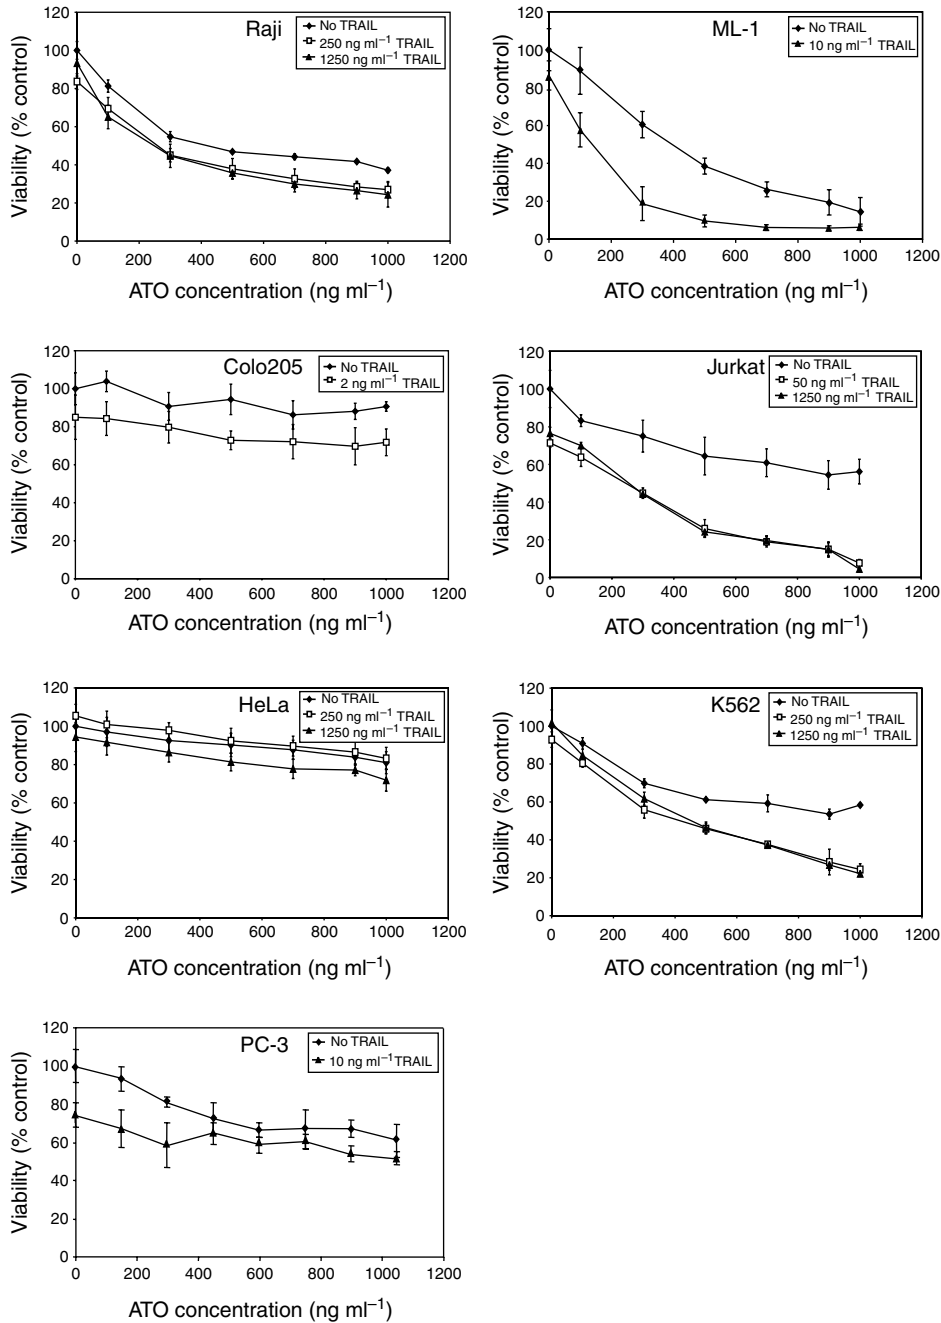 Raji
No TRAIL
250 ng ml⁻¹ TRAIL
1250 ng ml⁻¹ TRAIL
Viability (% control)
120
100
80
60
40
20
0
0 200 400 600 800 1000 1200
ATO concentration (ng ml⁻¹)
ML-1
No TRAIL
10 ng ml⁻¹ TRAIL
Viability (% control)
120
100
80
60
40
20
0
0 200 400 600 800 1000 1200
ATO concentration (ng ml⁻¹)
Colo205
No TRAIL
2 ng ml⁻¹ TRAIL
Viability (% control)
120
100
80
60
40
20
0
0 200 400 600 800 1000 1200
ATO concentration (ng ml⁻¹)
Jurkat
No TRAIL
50 ng ml⁻¹ TRAIL
1250 ng ml⁻¹ TRAIL
Viability (% control)
120
100
80
60
40
20
0
0 200 400 600 800 1000 1200
ATO concentration (ng ml⁻¹)
HeLa
No TRAIL
250 ng ml⁻¹ TRAIL
1250 ng ml⁻¹ TRAIL
Viability (% control)
120
100
80
60
40
20
0
0 200 400 600 800 1000 1200
ATO concentration (ng ml⁻¹)
K562
No TRAIL
250 ng ml⁻¹ TRAIL
1250 ng ml⁻¹ TRAIL
Viability (% control)
120
100
80
60
40
20
0
0 200 400 600 800 1000 1200
ATO concentration (ng ml⁻¹)
PC-3
No TRAIL
10 ng ml⁻¹TRAIL
Viability (% control)
120
100
80
60
40
20
0
0 200 400 600 800 1000 1200
ATO concentration (ng ml⁻¹)